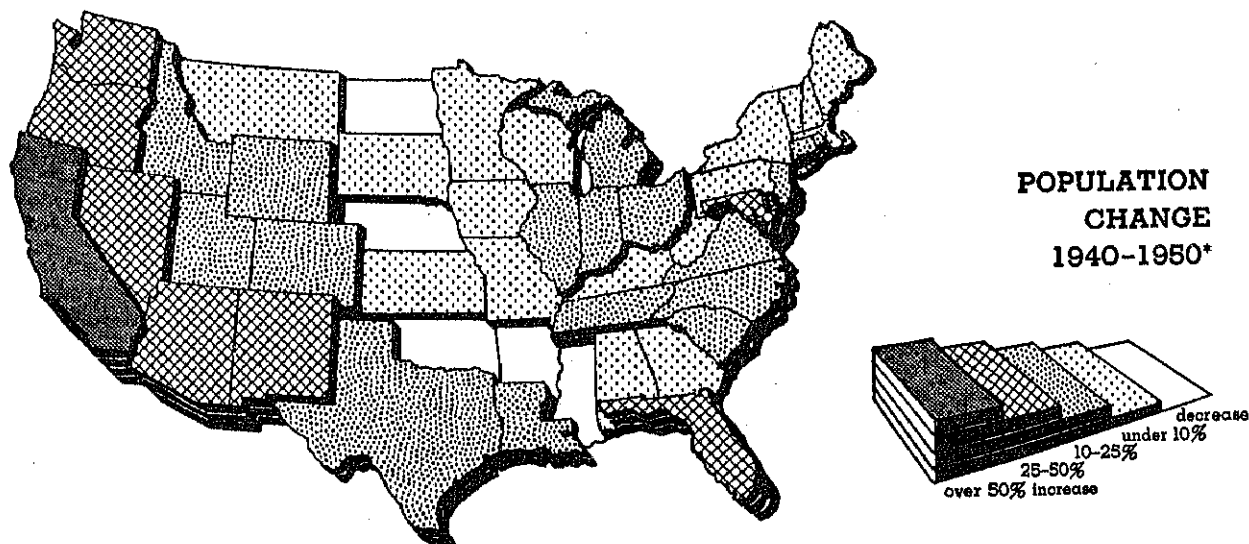 POPULATION
CHANGE
1940-1950*
decrease
under 10%
10-25%
25-50%
over 50% increase